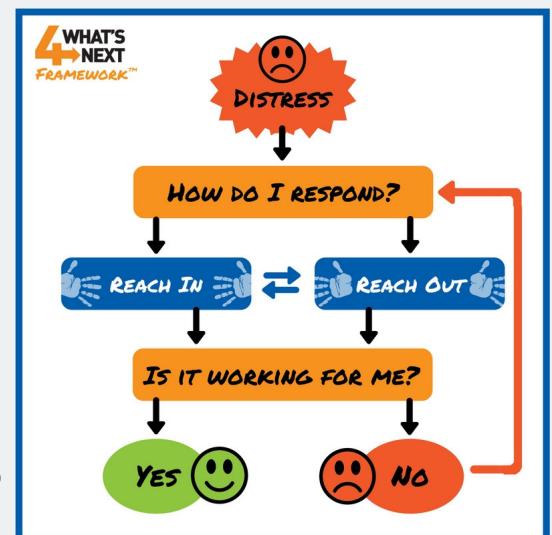 4 WHAT'S
NEXT
FRAMEWORK™
DISTRESS
HOW DO I RESPOND?
REACH IN
REACH OUT
IS IT WORKING FOR ME?
YES
NO